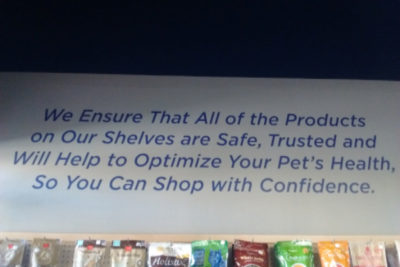 We Ensure That All of the Products
on Our Shelves are Safe, Trusted and
Will Help to Optimize Your Pet's Health,
So You Can Shop with Confidence.